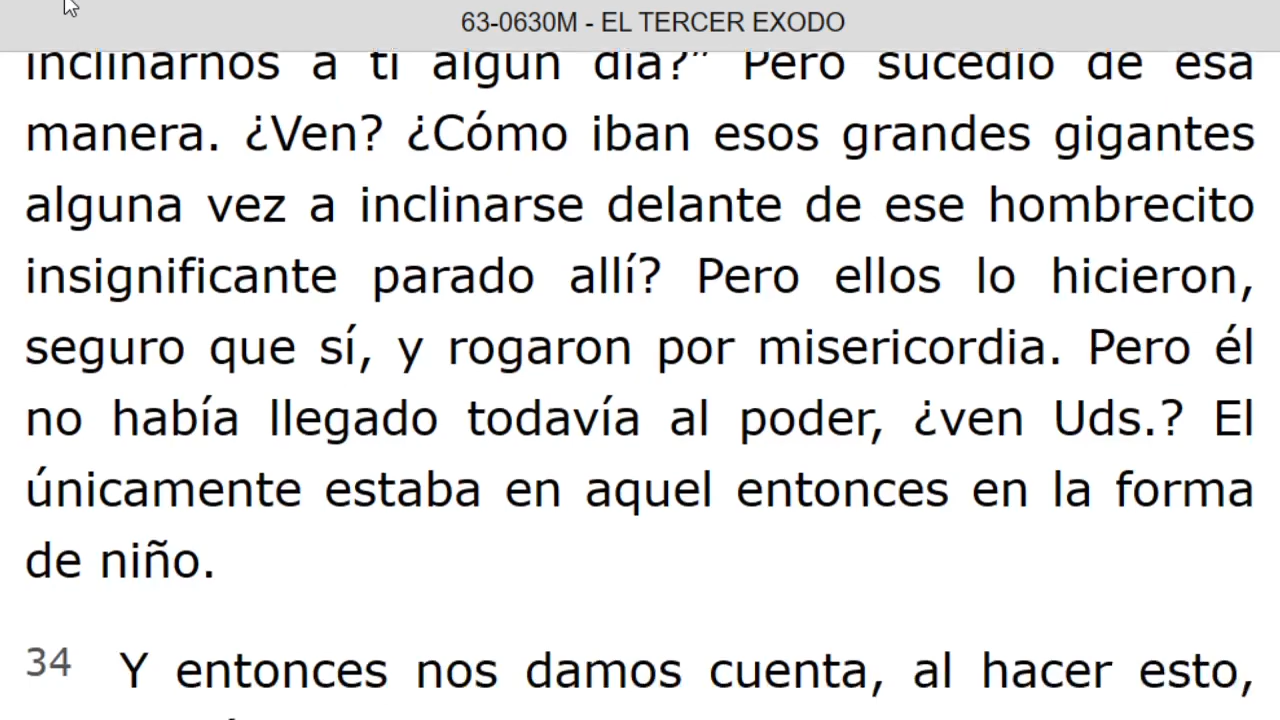 63-0630M - EL TERCER EXODO
inclinarnos a ti algún día?” Pero sucedió de esa
manera. ¿Ven? ¿Cómo iban esos grandes gigantes
alguna vez a inclinarse delante de ese hombrecito
insignificante parado allí? Pero ellos lo hicieron,
seguro que sí, y rogaron por misericordia. Pero él
no había llegado todavía al poder, ¿ven Uds.? El
únicamente estaba en aquel entonces en la forma
de niño.
34 Y entonces nos damos cuenta, al hacer esto,